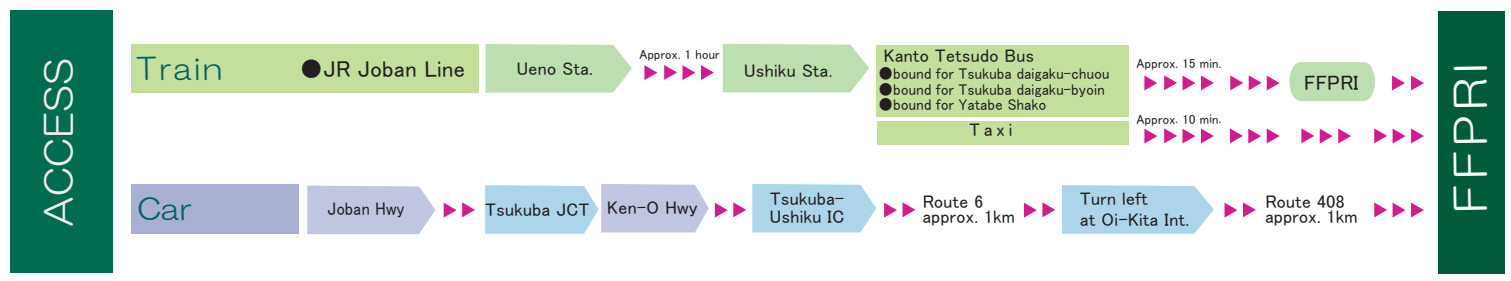 ACCESS
Train ●JR Joban Line
Ueno Sta.
Approx. 1 hour
Ushiku Sta.
Kanto Tetsudo Bus
●bound for Tsukuba daigaku-chuou
●bound for Tsukuba daigaku-byoin
●bound for Yatabe Shako
Approx. 15 min.
FFPRI
Taxi
Approx. 10 min.
Car
Joban Hwy
Tsukuba JCT
Ken-O Hwy
Tsukuba-
Ushiku IC
Route 6
approx. 1km
Turn left
at Oi-Kita Int.
Route 408
approx. 1km
FFPRI